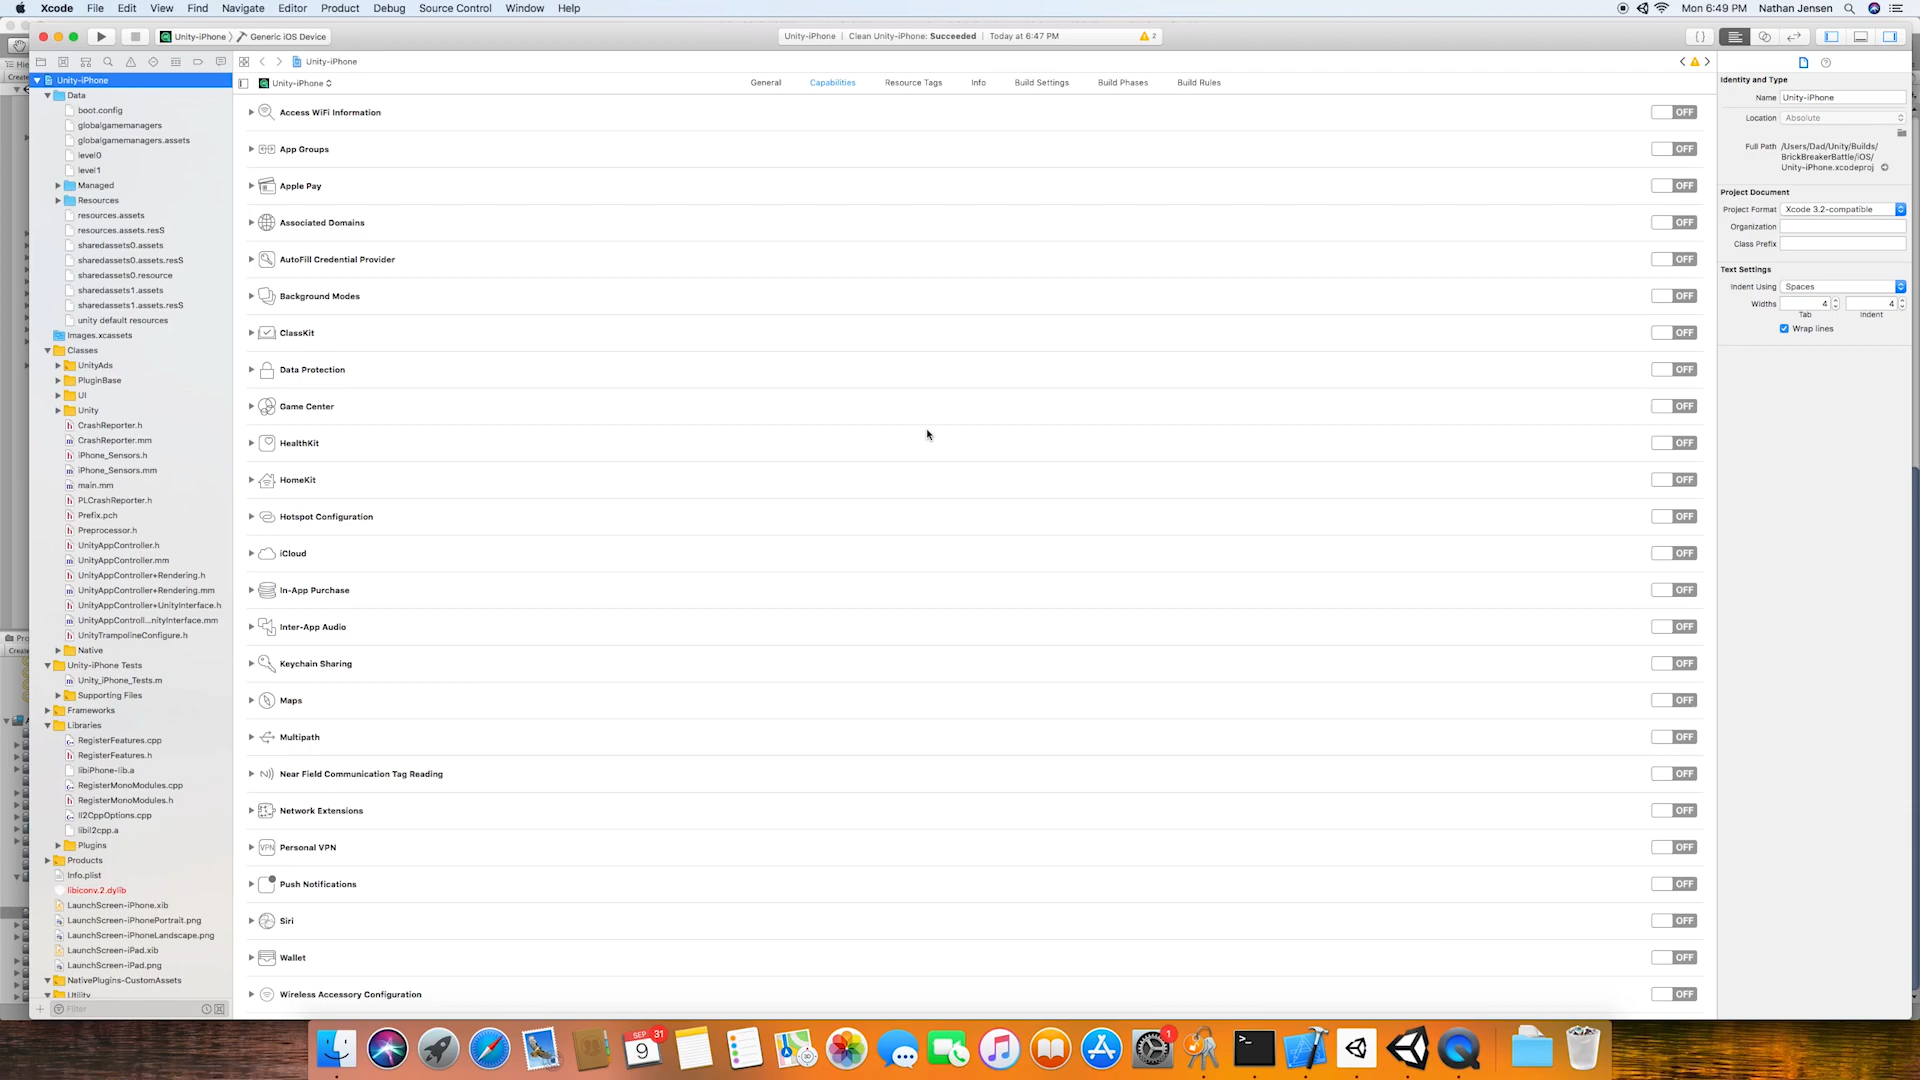 Xcode File Edit View Find Navigate Editor Product Debug Source Control Window Help Mon 6:49 PM Nathan Jensen
Unity-iPhone Generic iOS Device Unity-iPhone | Clean Unity-iPhone: Succeeded | Today at 6:47 PM 2
Unity-iPhone
Unity-iPhone General Capabilities Resource Tags Info Build Settings Build Phases Build Rules
Unity-iPhone
Data
boot.config
globalgamemanagers
globalgamemanagers.assets
level0
level1
Managed
Resources
resources.assets
resources.assets.resS
sharedassets0.assets
sharedassets0.assets.resS
sharedassets0.resource
sharedassets1.assets
sharedassets1.assets.resS
unity default resources
Images.xcassets
Classes
UnityAds
PluginBase
UI
Unity
CrashReporter.h
CrashReporter.mm
iPhone_Sensors.h
iPhone_Sensors.mm
main.mm
PLCrashReporter.h
Prefix.pch
Preprocessor.h
UnityAppController.h
UnityAppController.mm
UnityAppController+Rendering.h
UnityAppController+Rendering.mm
UnityAppController+UnityInterface.h
UnityAppControll...nityInterface.mm
UnityTrampolineConfigure.h
Native
Unity-iPhone Tests
Unity_iPhone_Tests.m
Supporting Files
Frameworks
Libraries
RegisterFeatures.cpp
RegisterFeatures.h
libiPhone-lib.a
RegisterMonoModules.cpp
RegisterMonoModules.h
Il2CppOptions.cpp
libil2cpp.a
Plugins
Products
Info.plist
libiconv.2.dylib
LaunchScreen-iPhone.xib
LaunchScreen-iPhonePortrait.png
LaunchScreen-iPhoneLandscape.png
LaunchScreen-iPad.xib
LaunchScreen-iPad.png
NativePlugins-CustomAssets
Utility
Filter
Access WiFi Information OFF
App Groups OFF
Apple Pay OFF
Associated Domains OFF
AutoFill Credential Provider OFF
Background Modes OFF
ClassKit OFF
Data Protection OFF
Game Center OFF
HealthKit OFF
HomeKit OFF
Hotspot Configuration OFF
iCloud OFF
In-App Purchase OFF
Inter-App Audio OFF
Keychain Sharing OFF
Maps OFF
Multipath OFF
Near Field Communication Tag Reading OFF
Network Extensions OFF
VPN Personal VPN OFF
Push Notifications OFF
Siri OFF
Wallet OFF
Wireless Accessory Configuration OFF
Identity and Type
Name Unity-iPhone
Location Absolute
Full Path /Users/Dad/Unity/Builds/
BrickBreakerBattle/iOS/
Unity-iPhone.xcodeproj
Project Document
Project Format Xcode 3.2-compatible
Organization
Class Prefix
Text Settings
Indent Using Spaces
Widths 4 4
Tab Indent
Wrap lines
SEP 31
9
3D
1